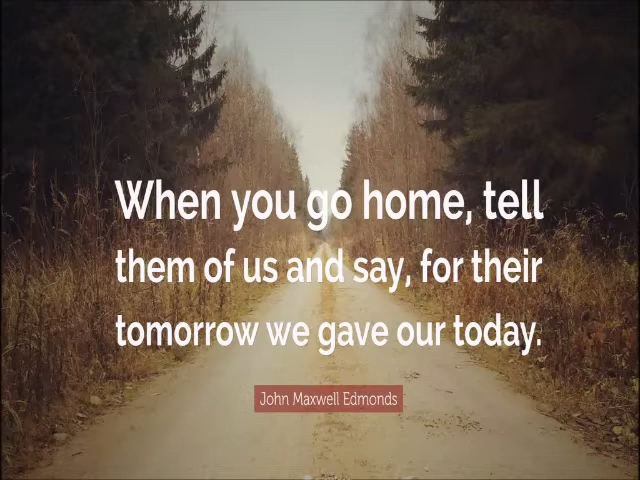 When you go home, tell
them of us and say, for their
tomorrow we gave our today.
John Maxwell Edmonds